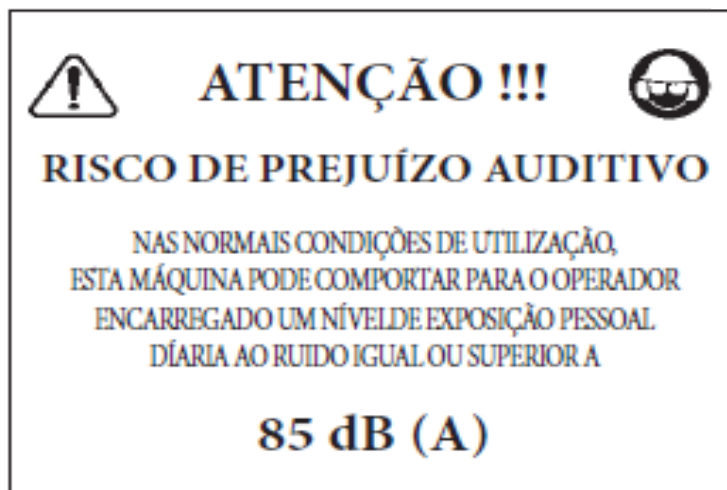 ATENÇÃO !!!
RISCO DE PREJUÍZO AUDITIVO
NAS NORMAIS CONDIÇÕES DE UTILIZAÇÃO,
ESTA MÁQUINA PODE COMPORTAR PARA O OPERADOR
ENCARREGADO UM NÍVELDE EXPOSIÇÃO PESSOAL
DÍARIA AO RUIDO IGUAL OU SUPERIOR A
85 dB (A)